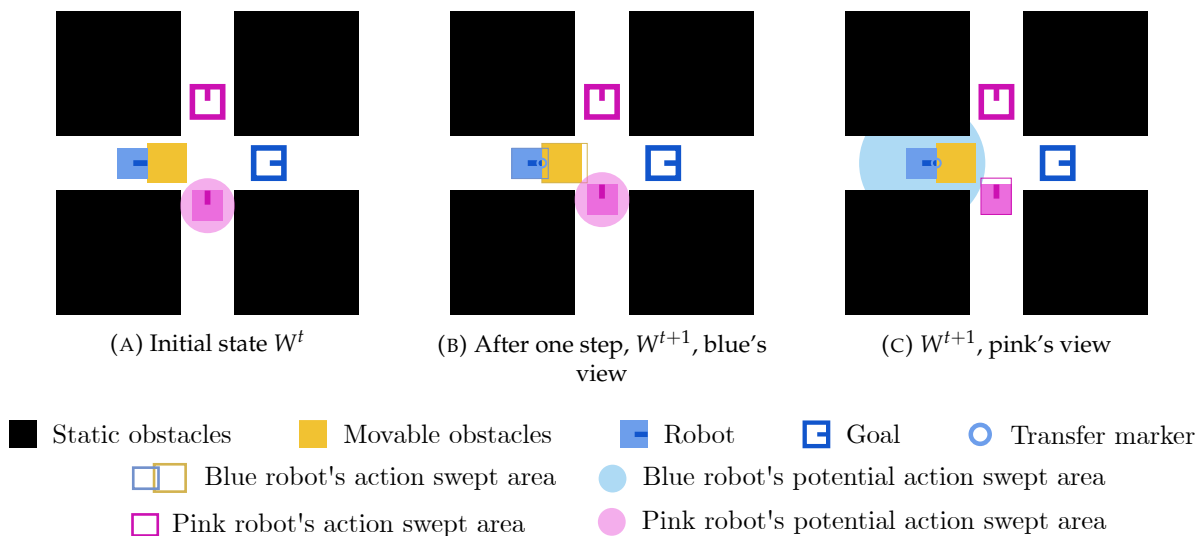 (A) Initial state W^t
(B) After one step, W^{t+1}, blue's
view
(C) W^{t+1}, pink's view
Static obstacles Movable obstacles Robot Goal Transfer marker
Blue robot's action swept area Blue robot's potential action swept area
Pink robot's action swept area Pink robot's potential action swept area